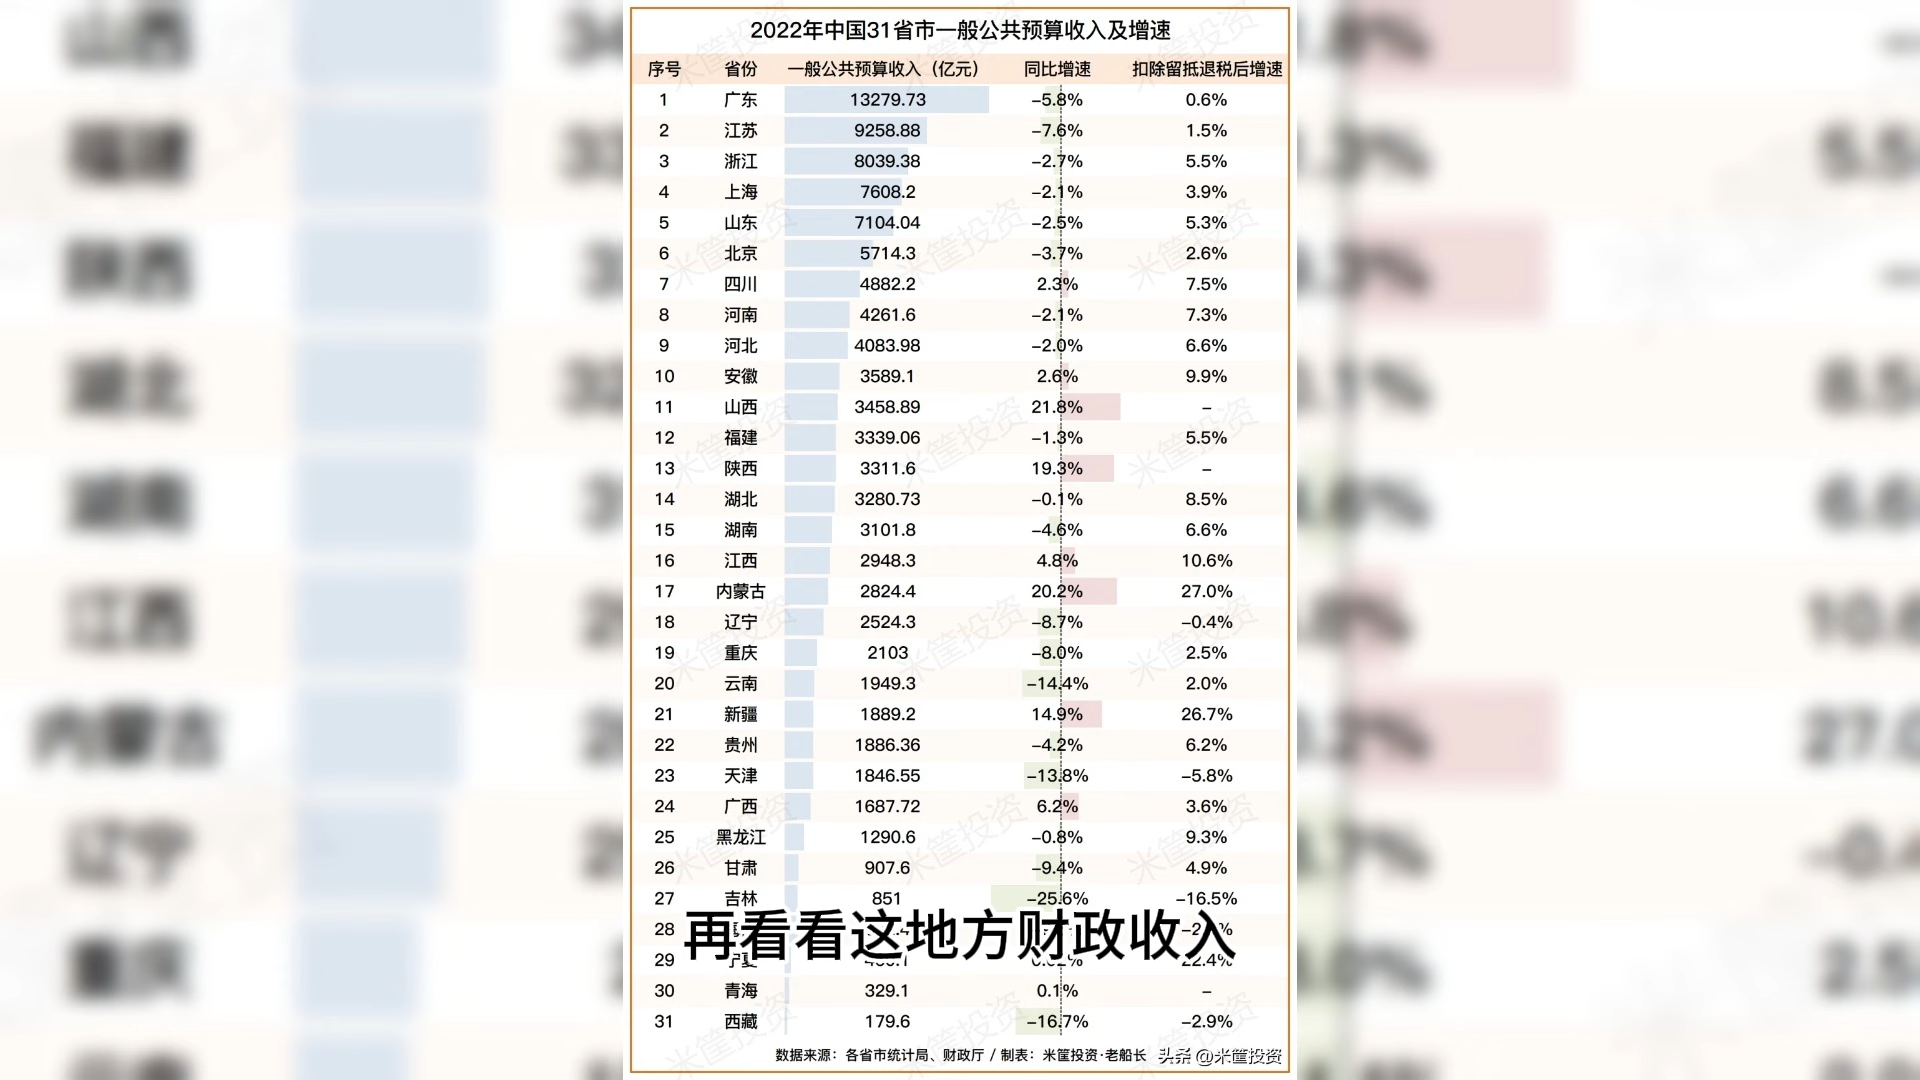 2022年中国31省市一般公共预算收入及增速
序号 省份 一般公共预算收入（亿元） 同比增速 扣除留抵退税后增速
1 广东 13279.73 -5.8% 0.6%
2 江苏 9258.88 -7.6% 1.5%
3 浙江 8039.38 -2.7% 5.5%
4 上海 7608.2 -2.1% 3.9%
5 山东 7104.04 -2.5% 5.3%
6 北京 5714.3 -3.7% 2.6%
7 四川 4882.2 2.3% 7.5%
8 河南 4261.6 -2.1% 7.3%
9 河北 4083.98 -2.0% 6.6%
10 安徽 3589.1 2.6% 9.9%
11 山西 3458.89 21.8% –
12 福建 3339.06 -1.3% 5.5%
13 陕西 3311.6 19.3% –
14 湖北 3280.73 -0.1% 8.5%
15 湖南 3101.8 -4.6% 6.6%
16 江西 2948.3 4.8% 10.6%
17 内蒙古 2824.4 20.2% 27.0%
18 辽宁 2524.3 -8.7% -0.4%
19 重庆 2103 -8.0% 2.5%
20 云南 1949.3 -14.4% 2.0%
21 新疆 1889.2 14.9% 26.7%
22 贵州 1886.36 -4.2% 6.2%
23 天津 1846.55 -13.8% -5.8%
24 广西 1687.72 6.2% 3.6%
25 黑龙江 1290.6 -0.8% 9.3%
26 甘肃 907.6 -9.4% 4.9%
27 吉林 851 -25.6% -16.5%
28
再看看这地方财政收入
29 宁夏 22.4%
30 青海 329.1 0.1% –
31 西藏 179.6 -16.7% -2.9%
数据来源：各省市统计局、财政厅 / 制表：米筐投资·老船长 头条 @米筐投资